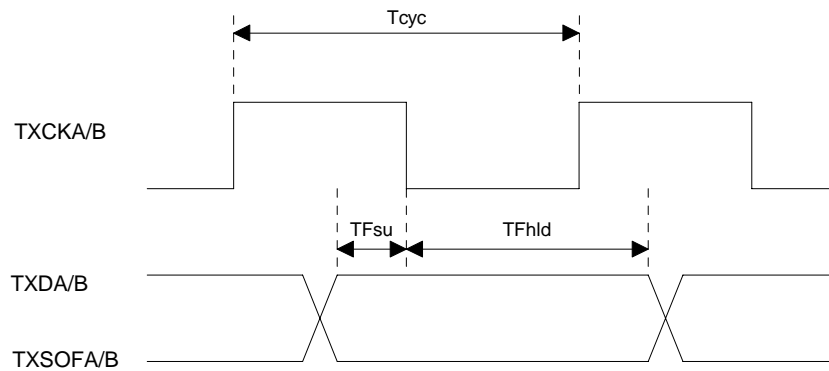 Tcyc
TXCKA/B
TFsu
TFhld
TXDA/B
TXSOFA/B